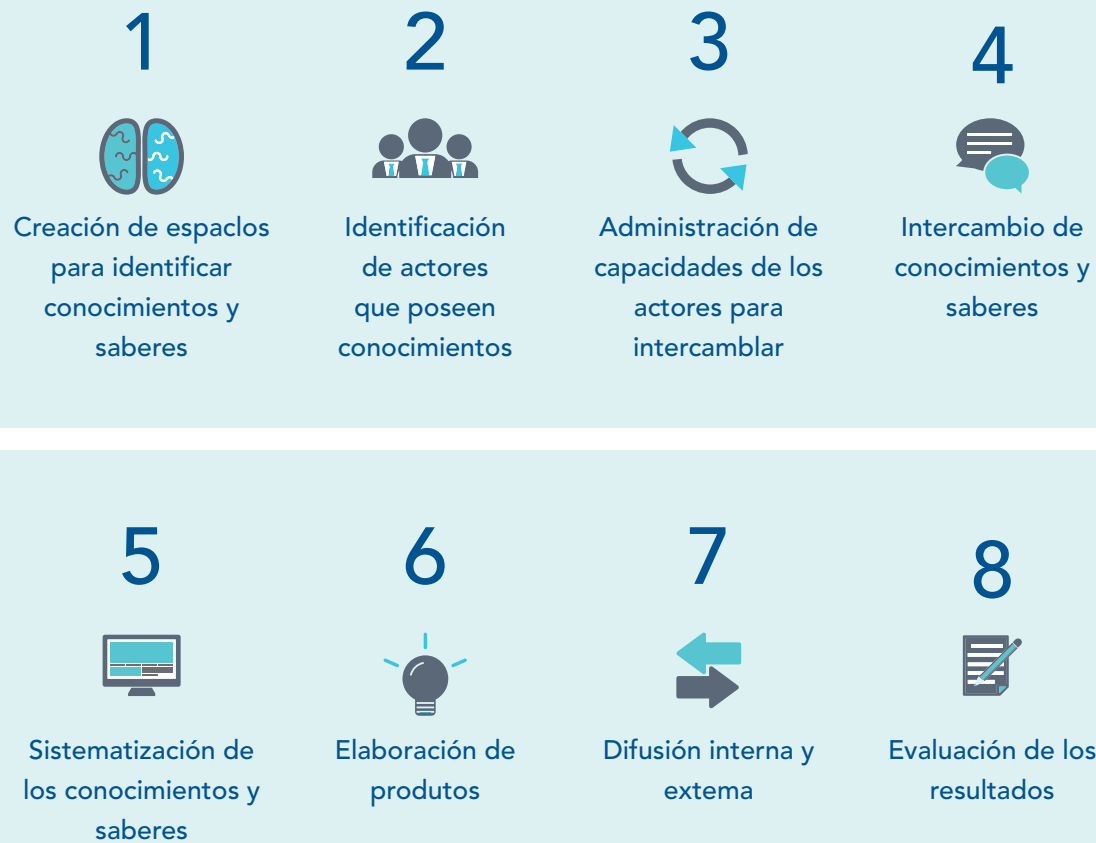 1
Creación de espaclos
para identificar
conocimientos y
saberes
2
Identificación
de actores
que poseen
conocimientos
3
Administración de
capacidades de los
actores para
intercamblar
4
Intercambio de
conocimientos y
saberes
5
Sistematización de
los conocimientos y
saberes
6
Elaboración de
produtos
7
Difusión interna y
extema
8
Evaluación de los
resultados